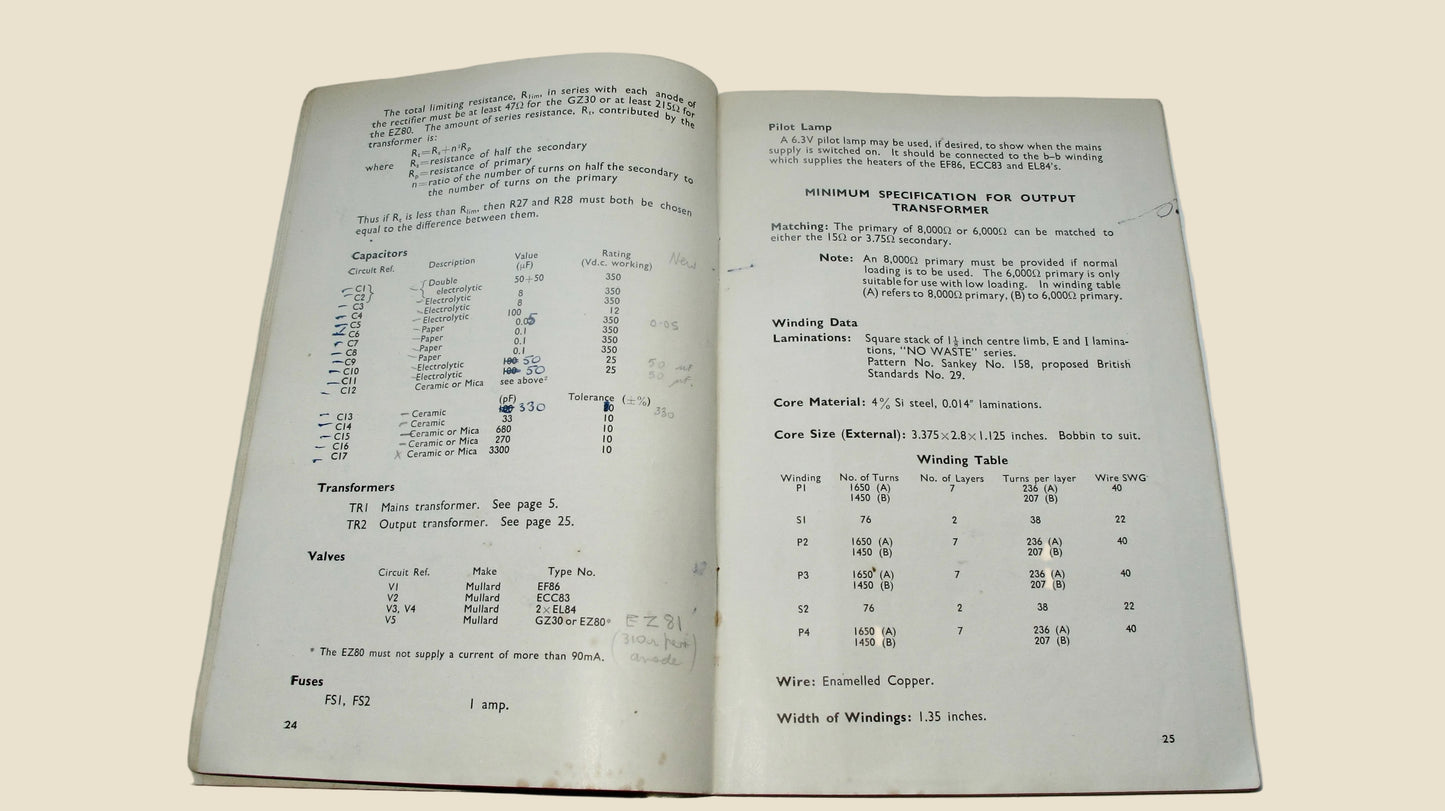 The total limiting resistance, Rlim, in series with each anode of
the rectifier must be at least 47Ω for the GZ30 or at least 215Ω for
the EZ80. The amount of series resistance, Rt, contributed by the
transformer is:
Rt=Rs+n²Rp
where Rs=resistance of half the secondary
Rp=resistance of primary
n=ratio of the number of turns on half the secondary to
the number of turns on the primary
Thus if Rt is less than Rlim, then R27 and R28 must both be chosen
equal to the difference between them.
Capacitors
Circuit Ref. Description Value (μF) Rating (Vd.c. working) New
C1 } Double 50+50 350
C2 } electrolytic
C3 Electrolytic 8 350
C4 Electrolytic 8 350
C5 Electrolytic 100 12
C6 Paper 0.05 350 0.05
C7 Paper 0.1 350
C8 Paper 0.1 350
C9 Paper 0.1 350
C10 Electrolytic 100 50 25 50 μf
C11 Electrolytic 100 50 25 50 μf.
C12 Ceramic or Mica see above
(pF) Tolerance (±%)
C13 Ceramic 330 330
C14 Ceramic 33 10
C15 Ceramic or Mica 680 10
C16 Ceramic or Mica 270 10
C17 Ceramic or Mica 3300 10
Transformers
TR1 Mains transformer. See page 5.
TR2 Output transformer. See page 25.
Valves
Circuit Ref. Make Type No.
V1 Mullard EF86
V2 Mullard ECC83
V3, V4 Mullard 2×EL84
V5 Mullard GZ30 or EZ80* EZ81
(310Ω per
anode)
* The EZ80 must not supply a current of more than 90mA.
Fuses
FS1, FS2 1 amp.
24
Pilot Lamp
A 6.3V pilot lamp may be used, if desired, to show when the mains
supply is switched on. It should be connected to the b–b winding
which supplies the heaters of the EF86, ECC83 and EL84's.
MINIMUM SPECIFICATION FOR OUTPUT
TRANSFORMER
Matching: The primary of 8,000Ω or 6,000Ω can be matched to
either the 15Ω or 3.75Ω secondary.
Note: An 8,000Ω primary must be provided if normal
loading is to be used. The 6,000Ω primary is only
suitable for use with low loading. In winding table
(A) refers to 8,000Ω primary, (B) to 6,000Ω primary.
Winding Data
Laminations: Square stack of 1⅛ inch centre limb, E and I lamina-
tions, "NO WASTE" series.
Pattern No. Sankey No. 158, proposed British
Standards No. 29.
Core Material: 4% Si steel, 0.014" laminations.
Core Size (External): 3.375×2.8×1.125 inches. Bobbin to suit.
Winding Table
Winding No. of Turns No. of Layers Turns per layer Wire SWG
P1 1650 (A) 7 236 (A) 40
1450 (B) 207 (B)
S1 76 2 38 22
P2 1650 (A) 7 236 (A) 40
1450 (B) 207 (B)
P3 1650 (A) 7 236 (A) 40
1450 (B) 207 (B)
S2 76 2 38 22
P4 1650 (A) 7 236 (A) 40
1450 (B) 207 (B)
Wire: Enamelled Copper.
Width of Windings: 1.35 inches.
25